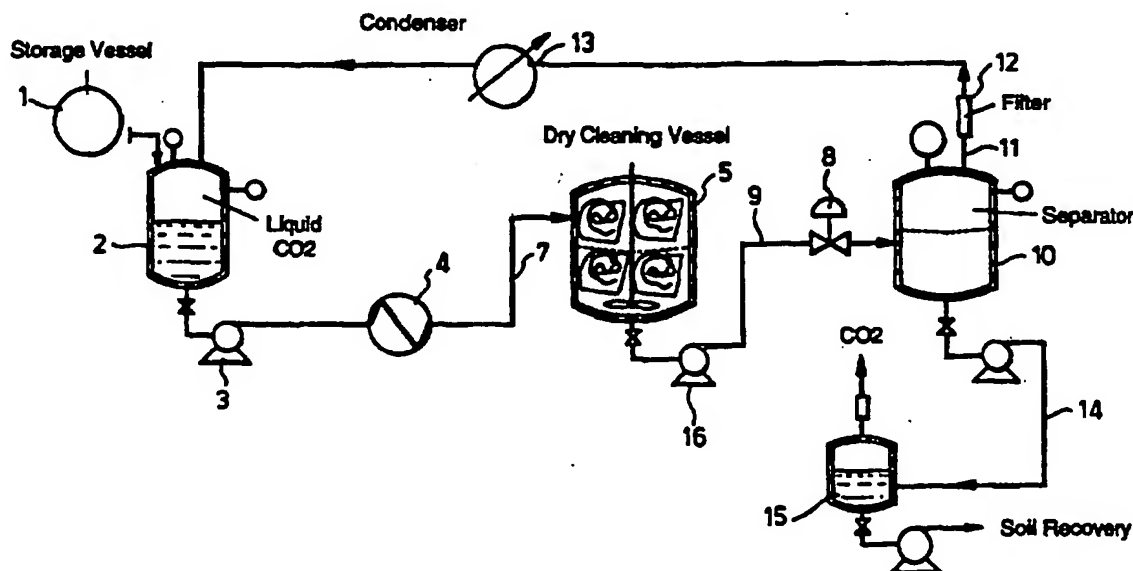 Condenser
Storage Vessel
13
12
1
Filter
Dry Cleaning Vessel
11
8
5
9
Separator
Liquid
CO2
2
4
7
10
CO2
3
16
14
15
Soil Recovery